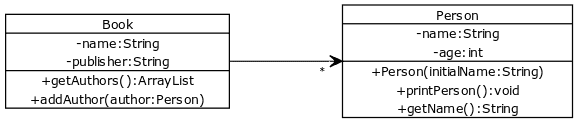 Book
-name:String
-publisher:String
+getAuthors():ArrayList
+addAuthor(author:Person)
*
Person
-name:String
-age:int
+Person(initialName:String)
+printPerson():void
+getName():String